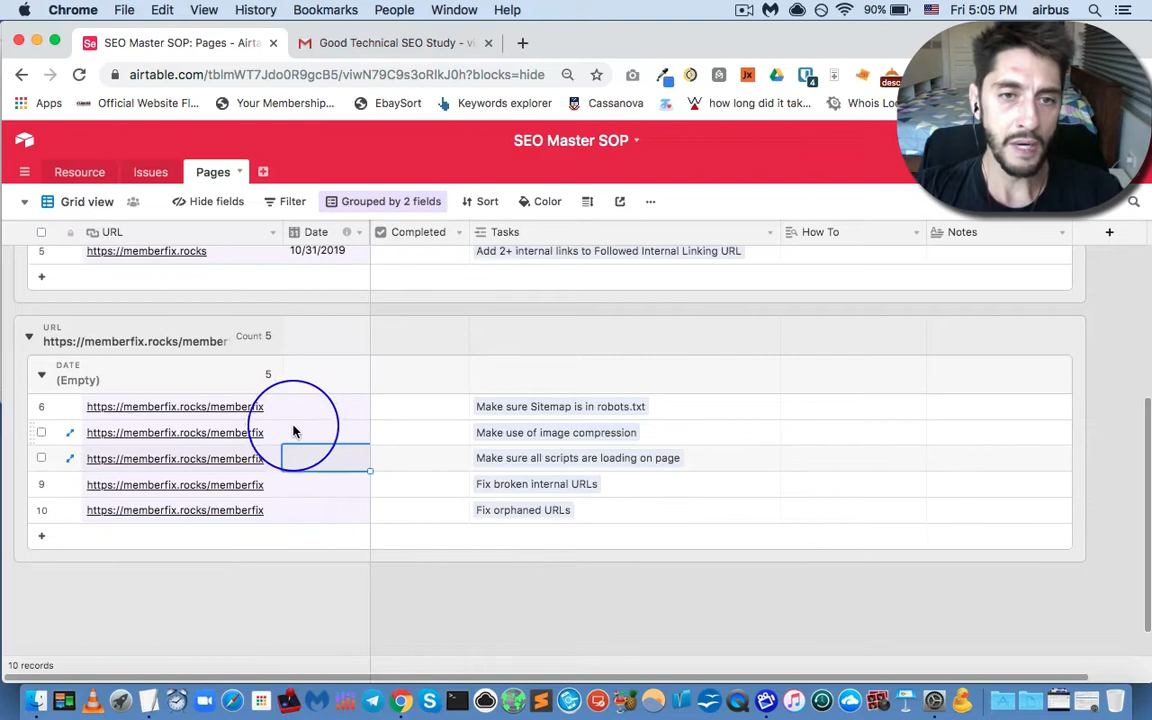 Chrome File Edit View History Bookmarks People Window Help 90% Fri 5:05 PM airbus
Se SEO Master SOP: Pages - Airta Good Technical SEO Study - vi
airtable.com/tblmWT7Jdo0R9gcB5/viwN79C9s3oRlkJ0h?blocks=hide JX 4 desc
Apps Official Website Fl... Your Membership... EbaySort Keywords explorer Cassanova how long did it tak... Whois Loo
SEO Master SOP
Resource Issues Pages
Grid view Hide fields Filter Grouped by 2 fields Sort Color
URL Date Completed Tasks How To Notes
5 https://memberfix.rocks 10/31/2019 Add 2+ internal links to Followed Internal Linking URL
URL
https://memberfix.rocks/member Count 5
DATE
(Empty) 5
6 https://memberfix.rocks/memberfix Make sure Sitemap is in robots.txt
https://memberfix.rocks/memberfix Make use of image compression
https://memberfix.rocks/memberfix Make sure all scripts are loading on page
9 https://memberfix.rocks/memberfix Fix broken internal URLs
10 https://memberfix.rocks/memberfix Fix orphaned URLs
10 records